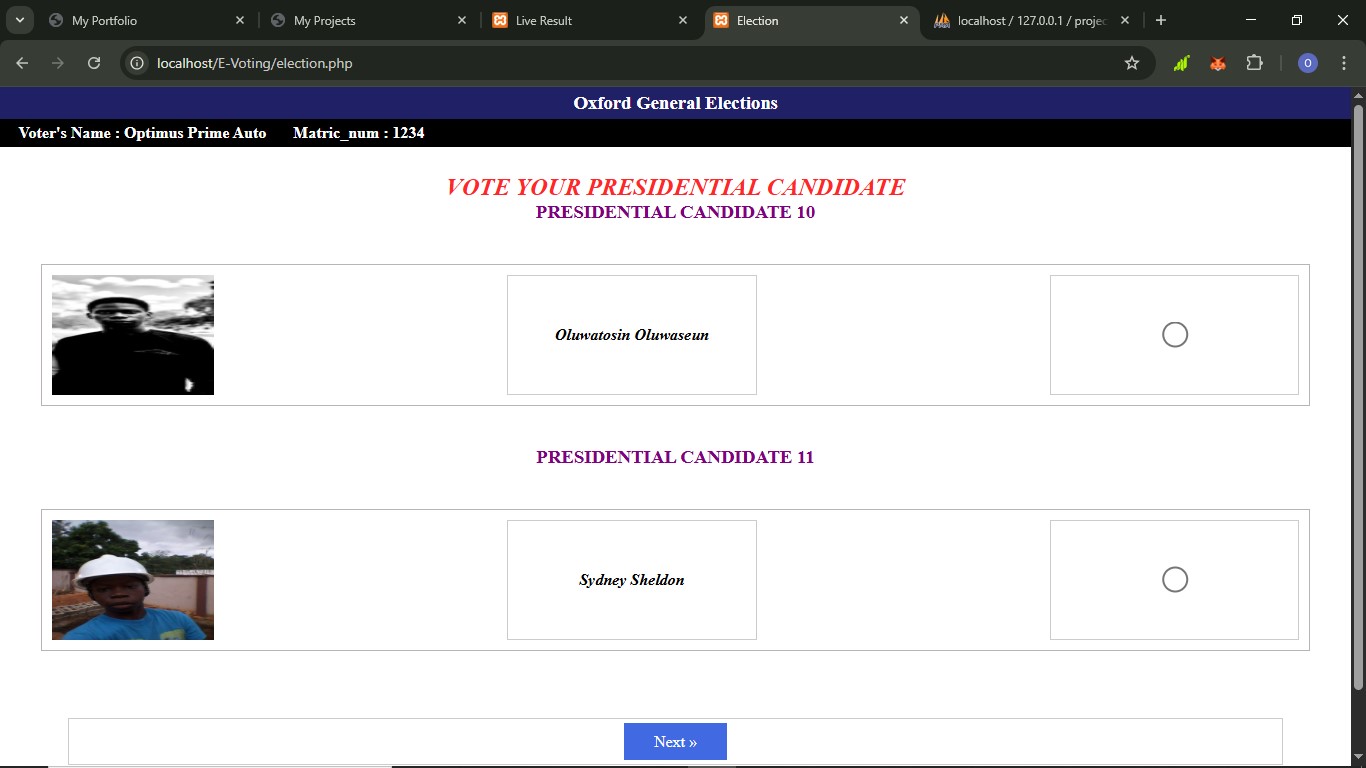 My Portfolio
My Projects
Live Result
Election
localhost / 127.0.0.1 / projec
localhost/E-Voting/election.php
O
Oxford General Elections
Voter's Name : Optimus Prime Auto Matric_num : 1234
VOTE YOUR PRESIDENTIAL CANDIDATE
PRESIDENTIAL CANDIDATE 10
Oluwatosin Oluwaseun
PRESIDENTIAL CANDIDATE 11
Sydney Sheldon
Next »